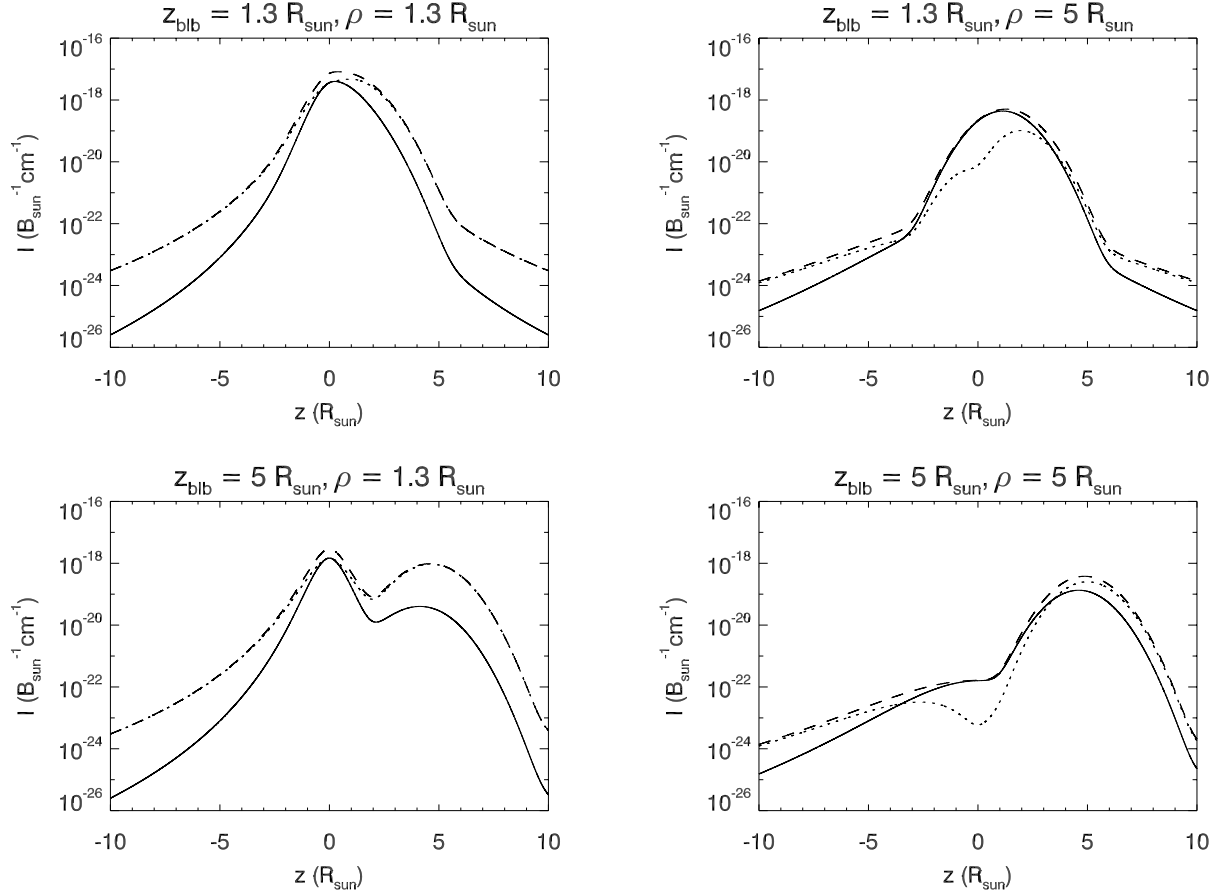 z_blb = 1.3 R_sun, ρ = 1.3 R_sun
10^-16
10^-18
10^-20
10^-22
10^-24
10^-26
I (B_sun^-1 cm^-1)
-10 -5 0 5 10
z (R_sun)
z_blb = 1.3 R_sun, ρ = 5 R_sun
10^-16
10^-18
10^-20
10^-22
10^-24
10^-26
I (B_sun^-1 cm^-1)
-10 -5 0 5 10
z (R_sun)
z_blb = 5 R_sun, ρ = 1.3 R_sun
10^-16
10^-18
10^-20
10^-22
10^-24
10^-26
I (B_sun^-1 cm^-1)
-10 -5 0 5 10
z (R_sun)
z_blb = 5 R_sun, ρ = 5 R_sun
10^-16
10^-18
10^-20
10^-22
10^-24
10^-26
I (B_sun^-1 cm^-1)
-10 -5 0 5 10
z (R_sun)